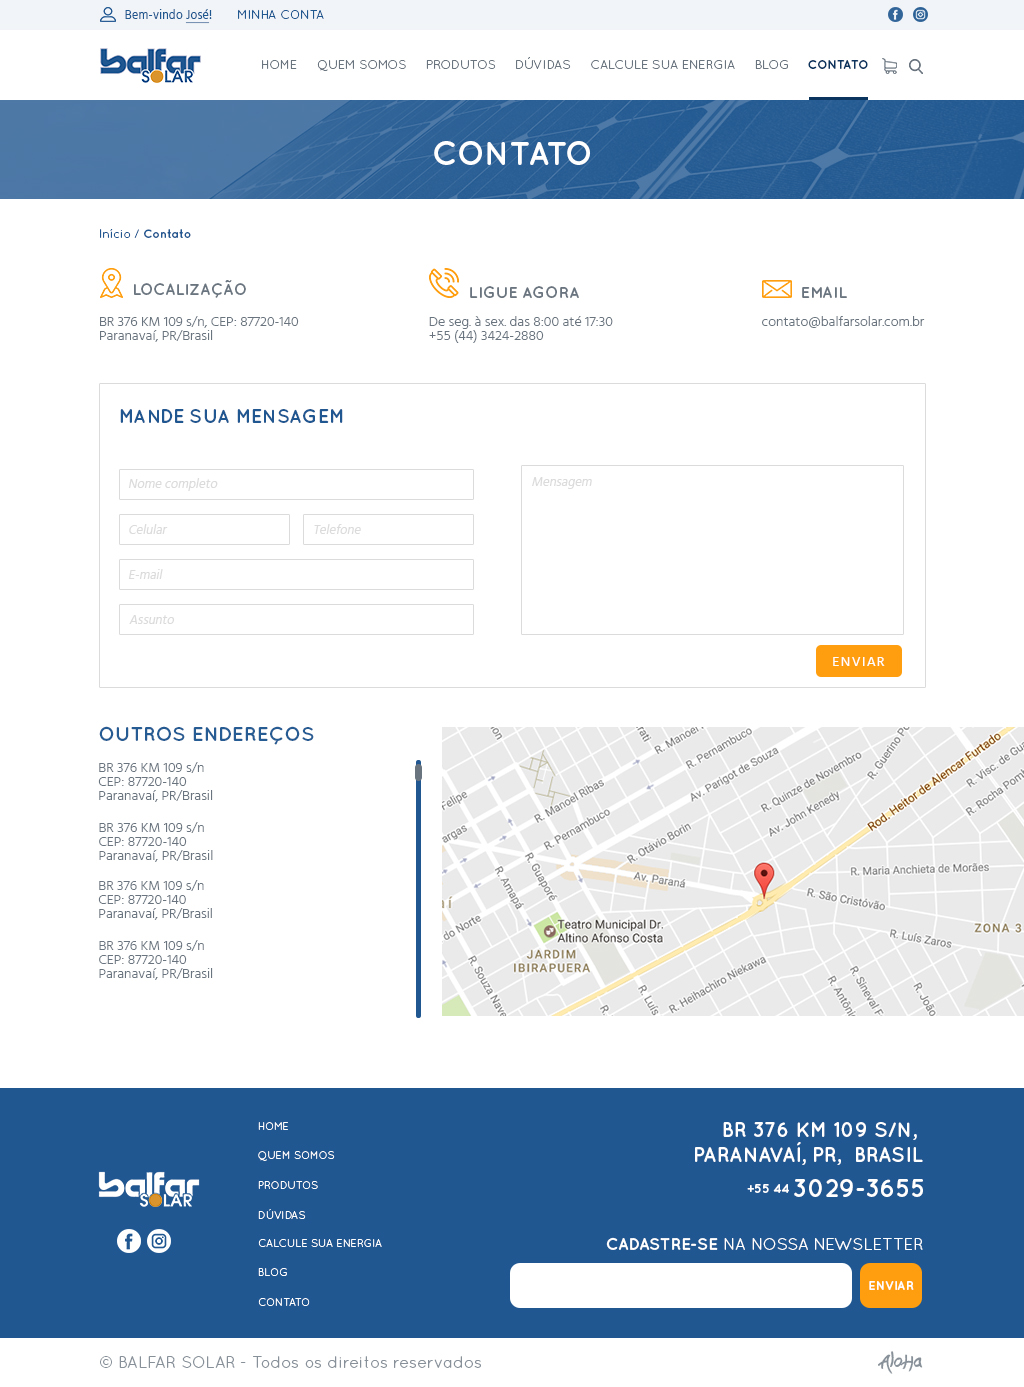 Bem-vindo José! MINHA CONTA
balfar SOLAR
HOME QUEM SOMOS PRODUTOS DÚVIDAS CALCULE SUA ENERGIA BLOG CONTATO
CONTATO
Início / Contato
LOCALIZAÇÃO
BR 376 KM 109 s/n, CEP: 87720-140
Paranavaí, PR/Brasil
LIGUE AGORA
De seg. à sex. das 8:00 até 17:30
+55 (44) 3424-2880
EMAIL
contato@balfarsolar.com.br
MANDE SUA MENSAGEM
Nome completo
Celular Telefone
E-mail
Assunto
Mensagem
ENVIAR
OUTROS ENDEREÇOS
BR 376 KM 109 s/n
CEP: 87720-140
Paranavaí, PR/Brasil
BR 376 KM 109 s/n
CEP: 87720-140
Paranavaí, PR/Brasil
BR 376 KM 109 s/n
CEP: 87720-140
Paranavaí, PR/Brasil
BR 376 KM 109 s/n
CEP: 87720-140
Paranavaí, PR/Brasil
R. Manoel
R. Pernambuco
Av. Parigot de Souza
R. Guerino
R. Quinze de Novembro
Av. John Kenedy
Rod. Heitor de Alencar Furtado
R. Visc. de Gu
R. Rocha Pom
Felipe
R. Manoel Ribas
R. Pernambuco
R. Otávio Borin
argas
R. Guaporé
R. Amapá
Av. Paraná
R. Maria Anchieta de Morães
R. São Cristóvão
R. Luís Zaros
ZONA 3
do Norte
Teatro Municipal Dr.
Altino Afonso Costa
JARDIM
IBIRAPUERA
R. Souza Naves
R. Luís
R. Heihachiro Niekawa
R. Antôni
R. Sineval F
R. João
HOME
QUEM SOMOS
PRODUTOS
DÚVIDAS
CALCULE SUA ENERGIA
BLOG
CONTATO
balfar SOLAR
BR 376 KM 109 S/N,
PARANAVAÍ, PR, BRASIL
+55 44 3029-3655
CADASTRE-SE NA NOSSA NEWSLETTER
ENVIAR
© BALFAR SOLAR - Todos os direitos reservados
AloHa